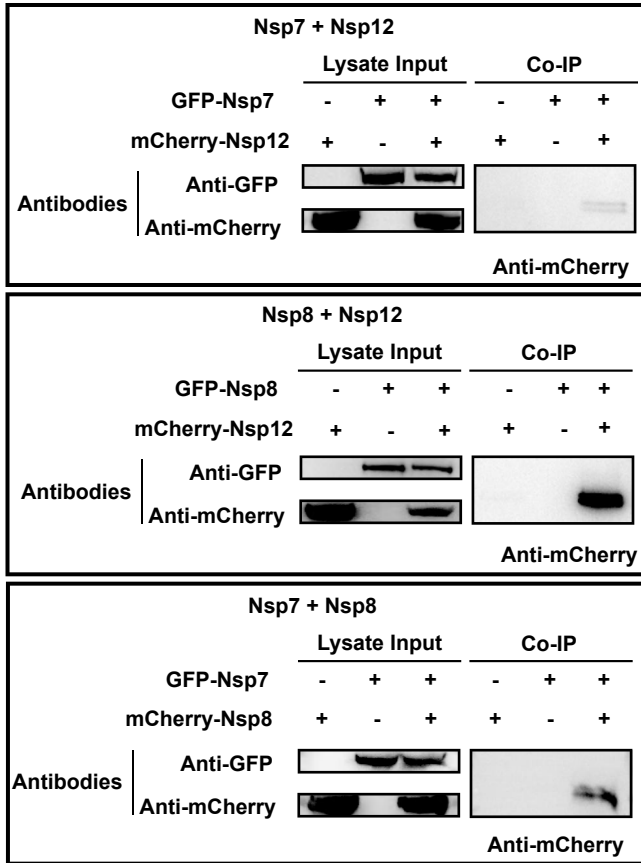 Nsp7 + Nsp12
Lysate Input Co-IP
GFP-Nsp7 - + + - + +
mCherry-Nsp12 + - + + - +
Antibodies
Anti-GFP
Anti-mCherry
Anti-mCherry
Nsp8 + Nsp12
Lysate Input Co-IP
GFP-Nsp8 - + + - + +
mCherry-Nsp12 + - + + - +
Antibodies
Anti-GFP
Anti-mCherry
Anti-mCherry
Nsp7 + Nsp8
Lysate Input Co-IP
GFP-Nsp7 - + + - + +
mCherry-Nsp8 + - + + - +
Antibodies
Anti-GFP
Anti-mCherry
Anti-mCherry